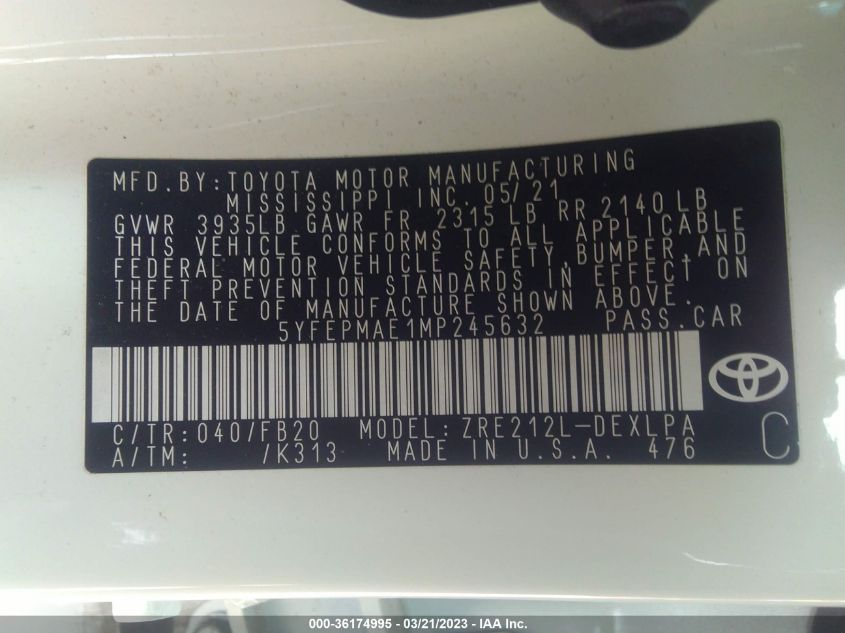 MFD.BY:TOYOTA MOTOR MANUFACTURING
MISSISSIPPI INC. 05/21
GVWR 3935LB GAWR FR 2315 LB RR 2140 LB
THIS VEHICLE CONFORMS TO ALL APPLICABLE
FEDERAL MOTOR VEHICLE SAFETY,BUMPER,AND
THEFT PREVENTION STANDARDS IN EFFECT ON
THE DATE OF MANUFACTURE SHOWN ABOVE.
5YFEPMAE1MP245632 PASS.CAR
C/TR:040/FB20 MODEL: ZRE212L-DEXLPA
A/TM: /K313 MADE IN U.S.A. 476
C
000-36174995 - 03/21/2023 - IAA Inc.